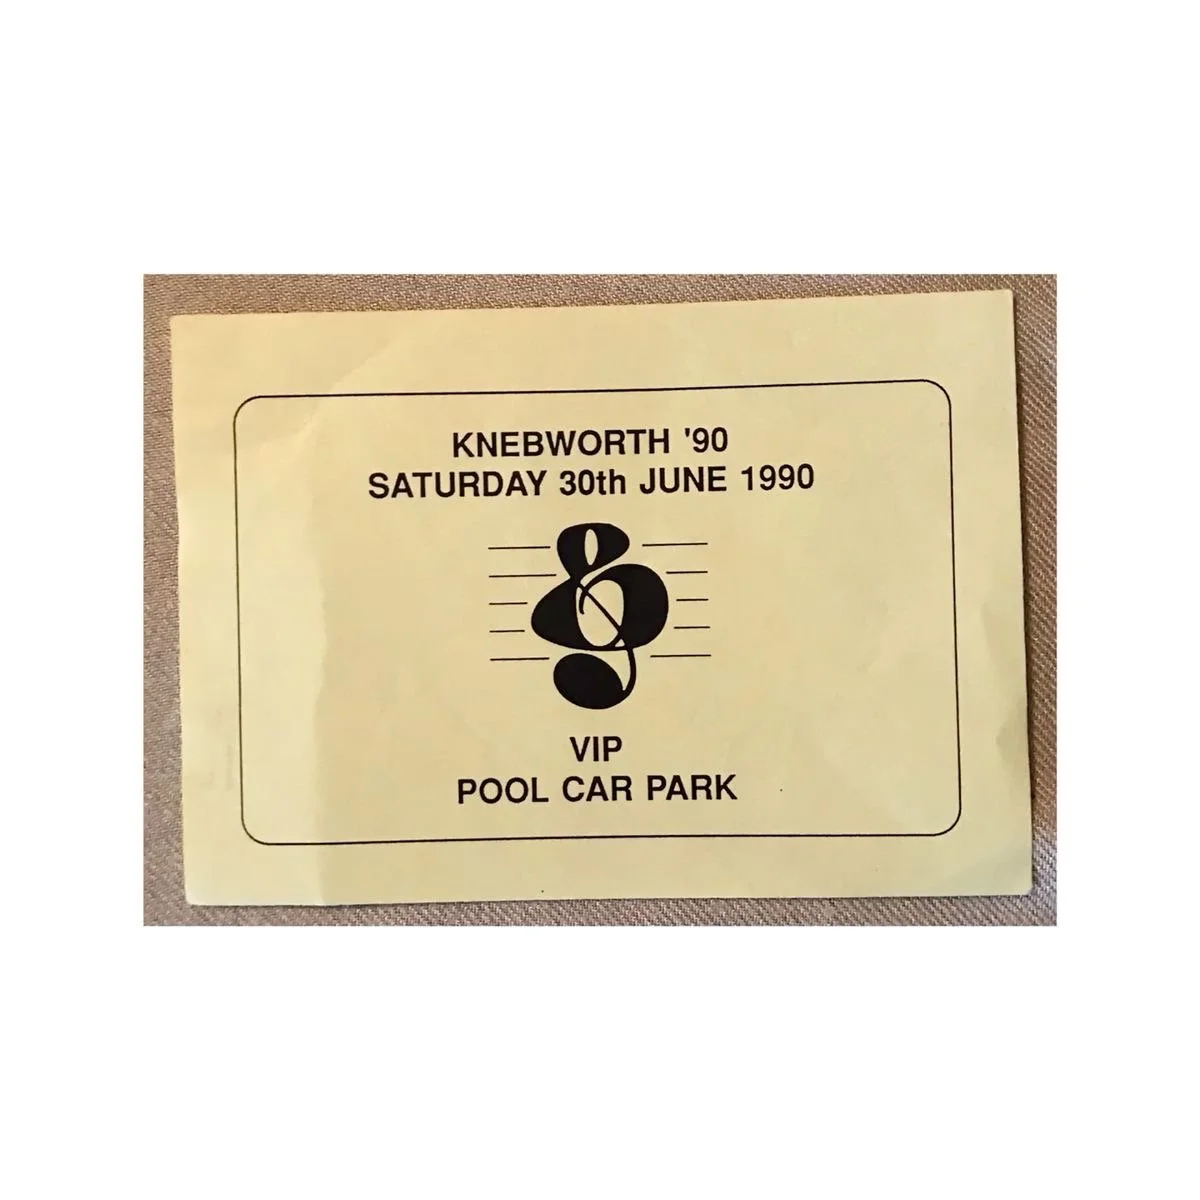 KNEBWORTH '90
SATURDAY 30th JUNE 1990
VIP
POOL CAR PARK